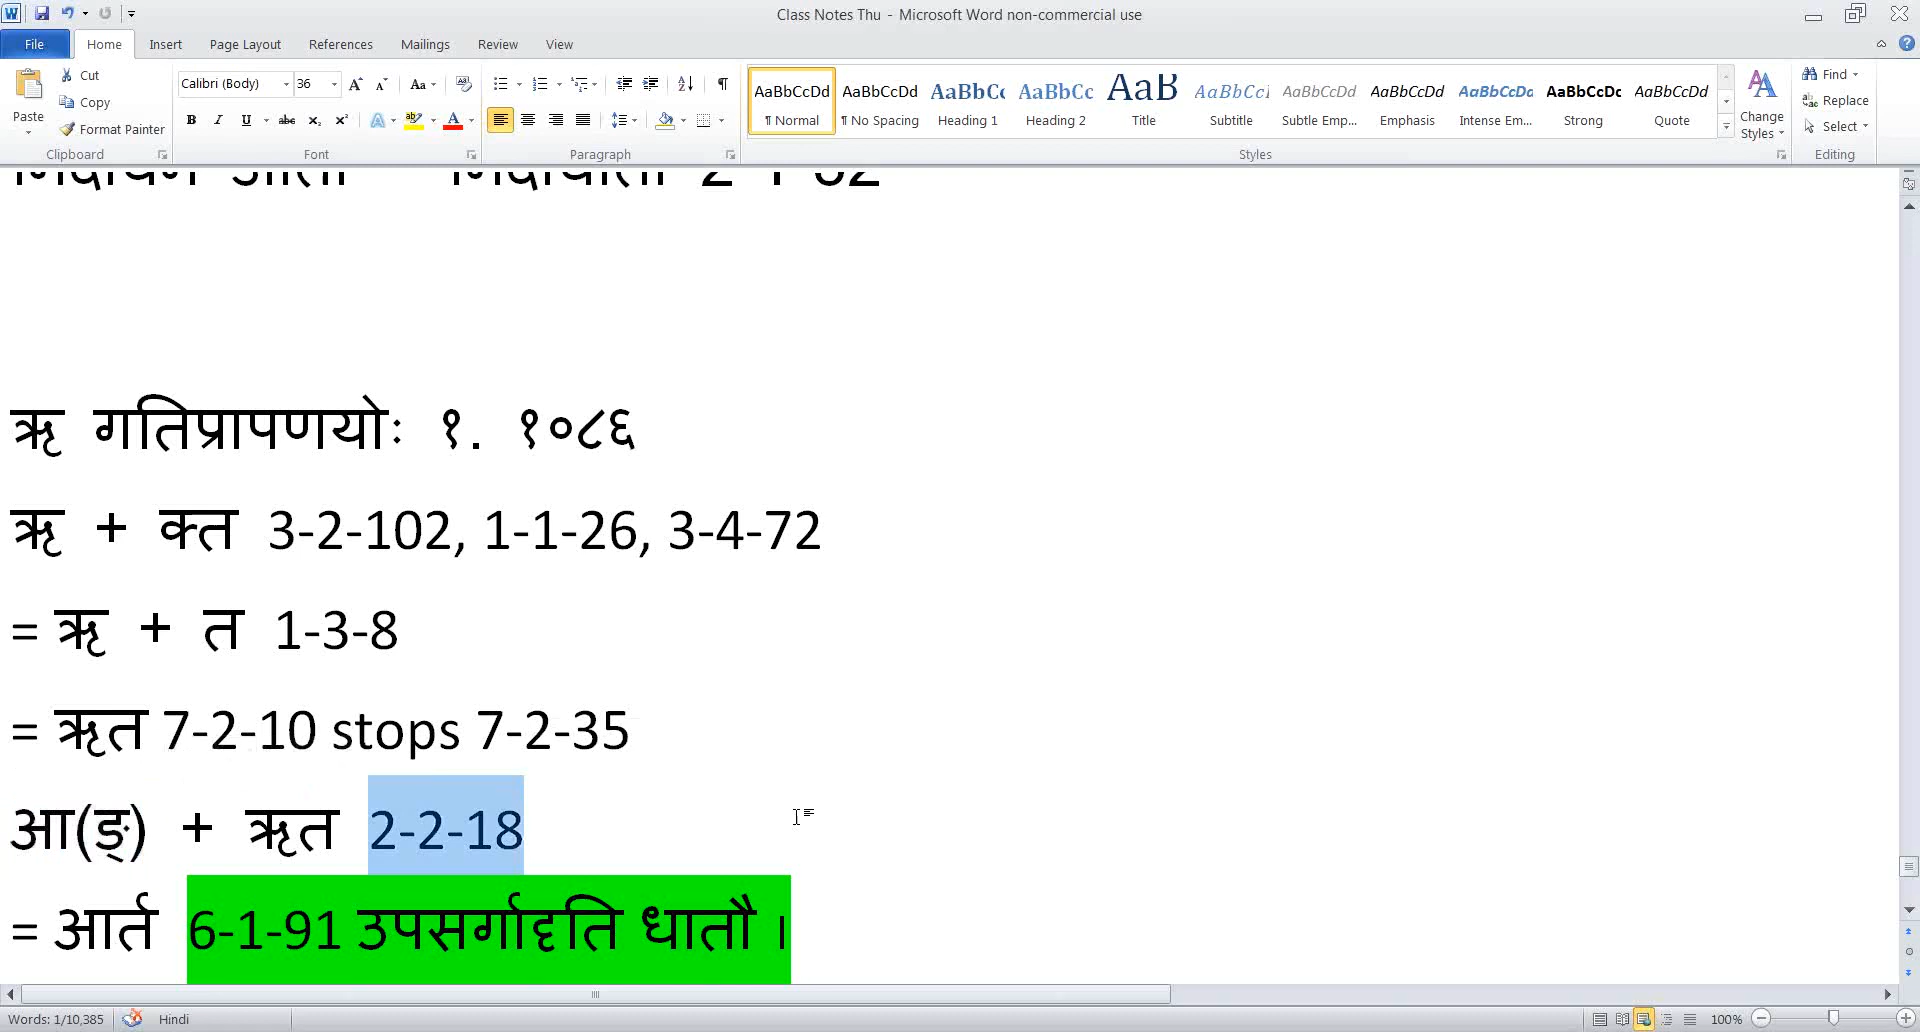 Class Notes Thu - Microsoft Word non-commercial use
File Home Insert Page Layout References Mailings Review View
Paste
Cut
Copy
Format Painter
Clipboard
Calibri (Body) 36
Font
Paragraph
AaBbCcDd AaBbCcDd AaBbCc AaBbCc AaB AaBbCcI AaBbCcDd AaBbCcDd AaBbCcDd AaBbCcDc AaBbCcDd
¶ Normal ¶ No Spacing Heading 1 Heading 2 Title Subtitle Subtle Emp... Emphasis Intense Em... Strong Quote
Styles
Change Styles
Find
Replace
Select
Editing
ऋ गतिप्रापणयोः १. १०८६
ऋ + क्त 3-2-102, 1-1-26, 3-4-72
= ऋ + त 1-3-8
= ऋत 7-2-10 stops 7-2-35
आ(ङ्) + ऋत 2-2-18
= आर्त 6-1-91 उपसर्गादृति धातौ ।
Words: 1/10,385 Hindi 100%